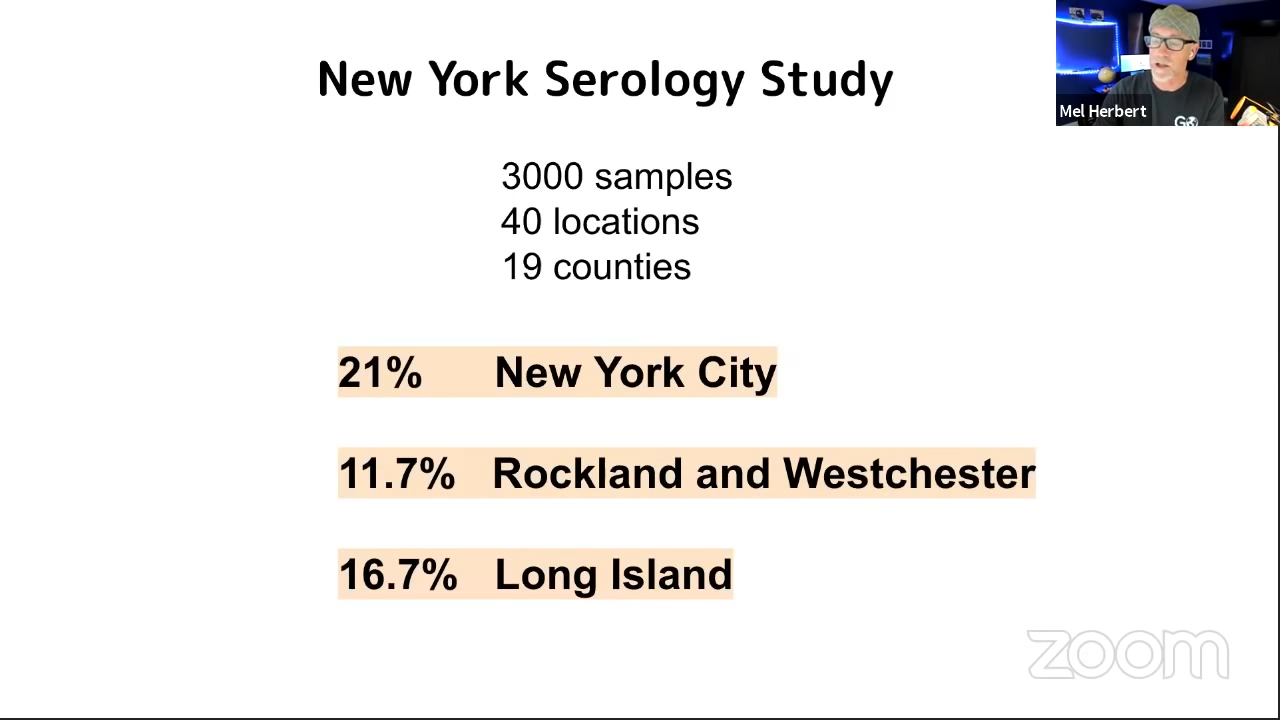 New York Serology Study
Mel Herbert
3000 samples
40 locations
19 counties
21% New York City
11.7% Rockland and Westchester
16.7% Long Island
zoom